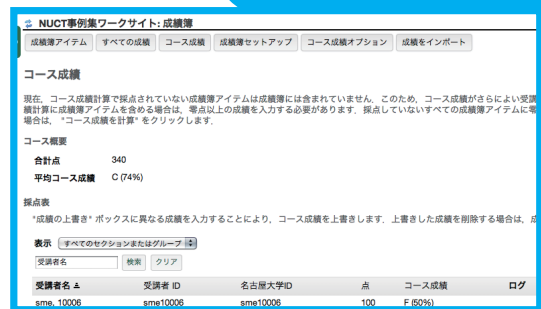 NUCT事例集ワークサイト: 成績簿
成績簿アイテム すべての成績 コース成績 成績簿セットアップ コース成績オプション 成績をインポート
コース成績
現在, コース成績計算で採点されていない成績簿アイテムは成績簿には含まれていません. このため, コース成績がさらによい受講
績計算に成績簿アイテムを含める場合は, 零点以上の成績を入力する必要があります. 採点していないすべての成績簿アイテムに零
場合は, "コース成績を計算" をクリックします.
コース概要
合計点 340
平均コース成績 C (74%)
採点表
"成績の上書き" ボックスに異なる成績を入力することにより, コース成績を上書きします. 上書きした成績を削除する場合は, 成
表示 すべてのセクションまたはグループ
受講者名 検索 クリア
受講者名 受講者 ID 名古屋大学ID 点 コース成績 ログ
sme, 10006 sme10006 sme10006 100 F (50%)